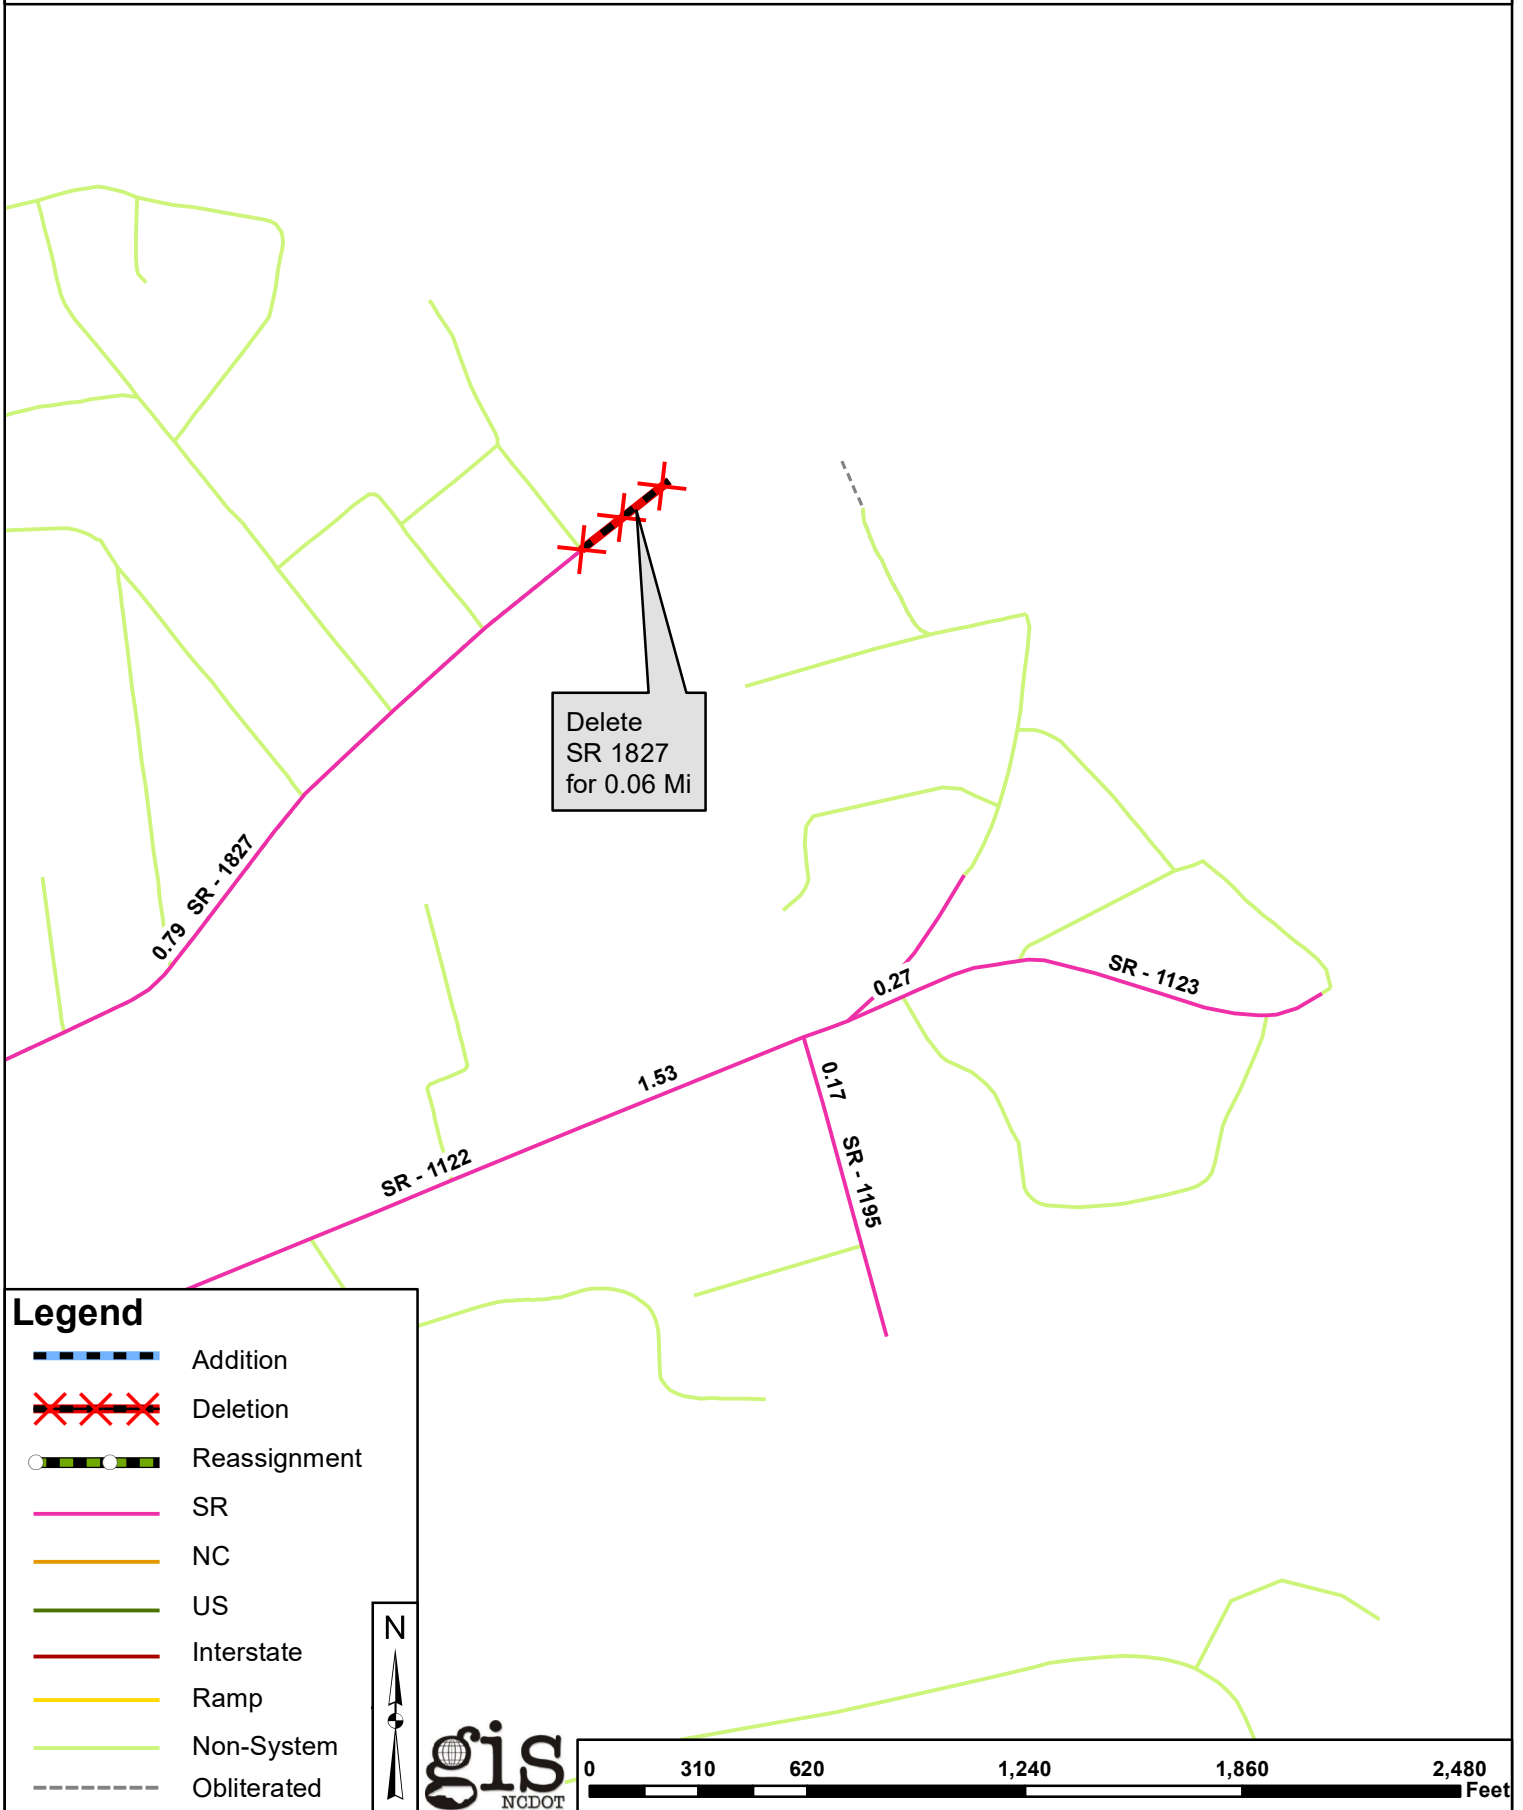 Delete
SR 1827
for 0.06 Mi
0.79 SR - 1827
0.27
SR - 1123
1.53
0.17 SR - 1195
SR - 1122
Legend
Addition
Deletion
Reassignment
SR
NC
US
Interstate
Ramp
Non-System
Obliterated
N
gis
NCDOT
0 310 620 1,240 1,860 2,480
Feet